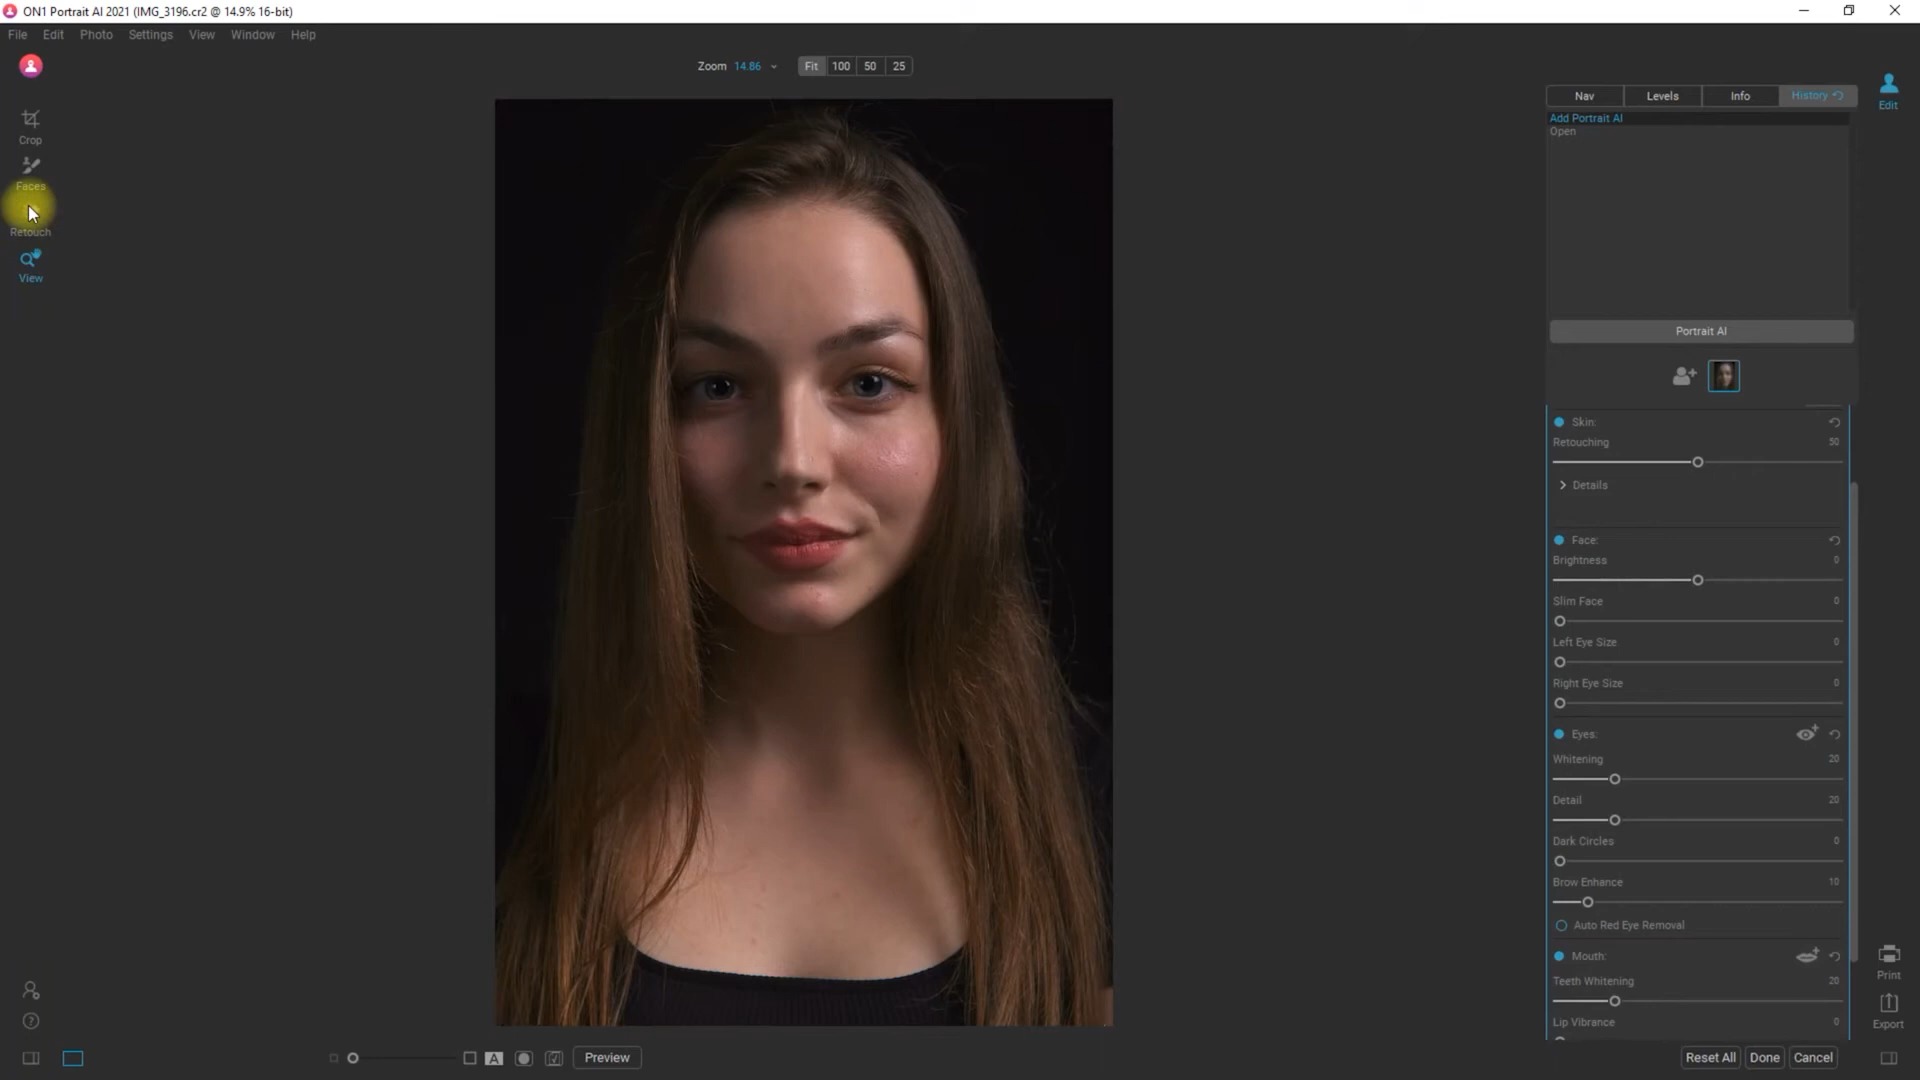 ON1 Portrait AI 2021 (IMG_3196.cr2 @ 14.9% 16-bit)
File Edit Photo Settings View Window Help
Zoom 14.86 Fit 100 50 25
Crop
Faces
Retouch
View
Nav Levels Info History
Edit
Add Portrait AI
Open
Portrait AI
Skin:
Retouching 50
Details
Face:
Brightness 0
Slim Face 0
Left Eye Size 0
Right Eye Size 0
Eyes:
Whitening 20
Detail 20
Dark Circles 0
Brow Enhance 10
Auto Red Eye Removal
Mouth:
Teeth Whitening 20
Lip Vibrance 0
Print
Export
A Preview
Reset All Done Cancel